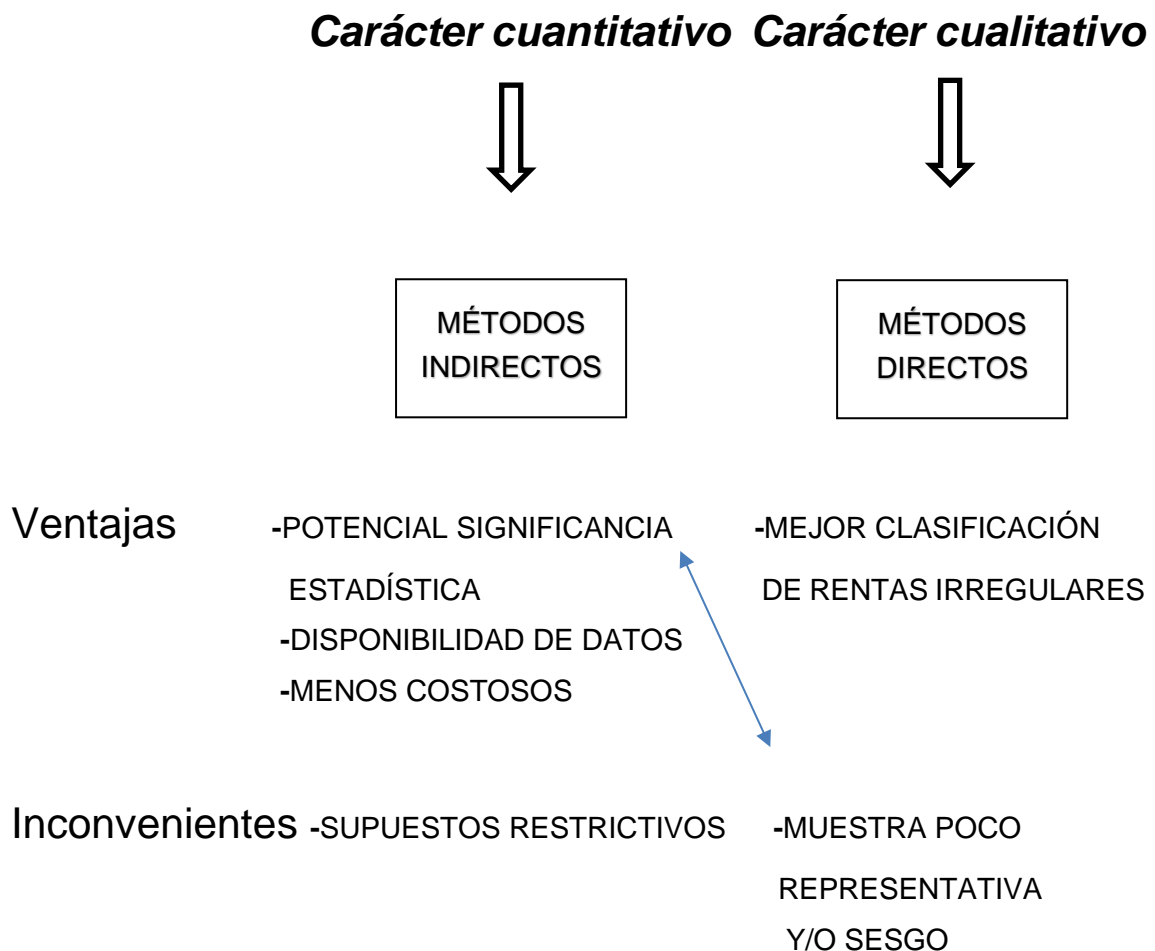 Carácter cuantitativo Carácter cualitativo
MÉTODOS
INDIRECTOS
MÉTODOS
DIRECTOS
Ventajas -POTENCIAL SIGNIFICANCIA -MEJOR CLASIFICACIÓN
ESTADÍSTICA DE RENTAS IRREGULARES
-DISPONIBILIDAD DE DATOS
-MENOS COSTOSOS
Inconvenientes -SUPUESTOS RESTRICTIVOS -MUESTRA POCO
REPRESENTATIVA
Y/O SESGO